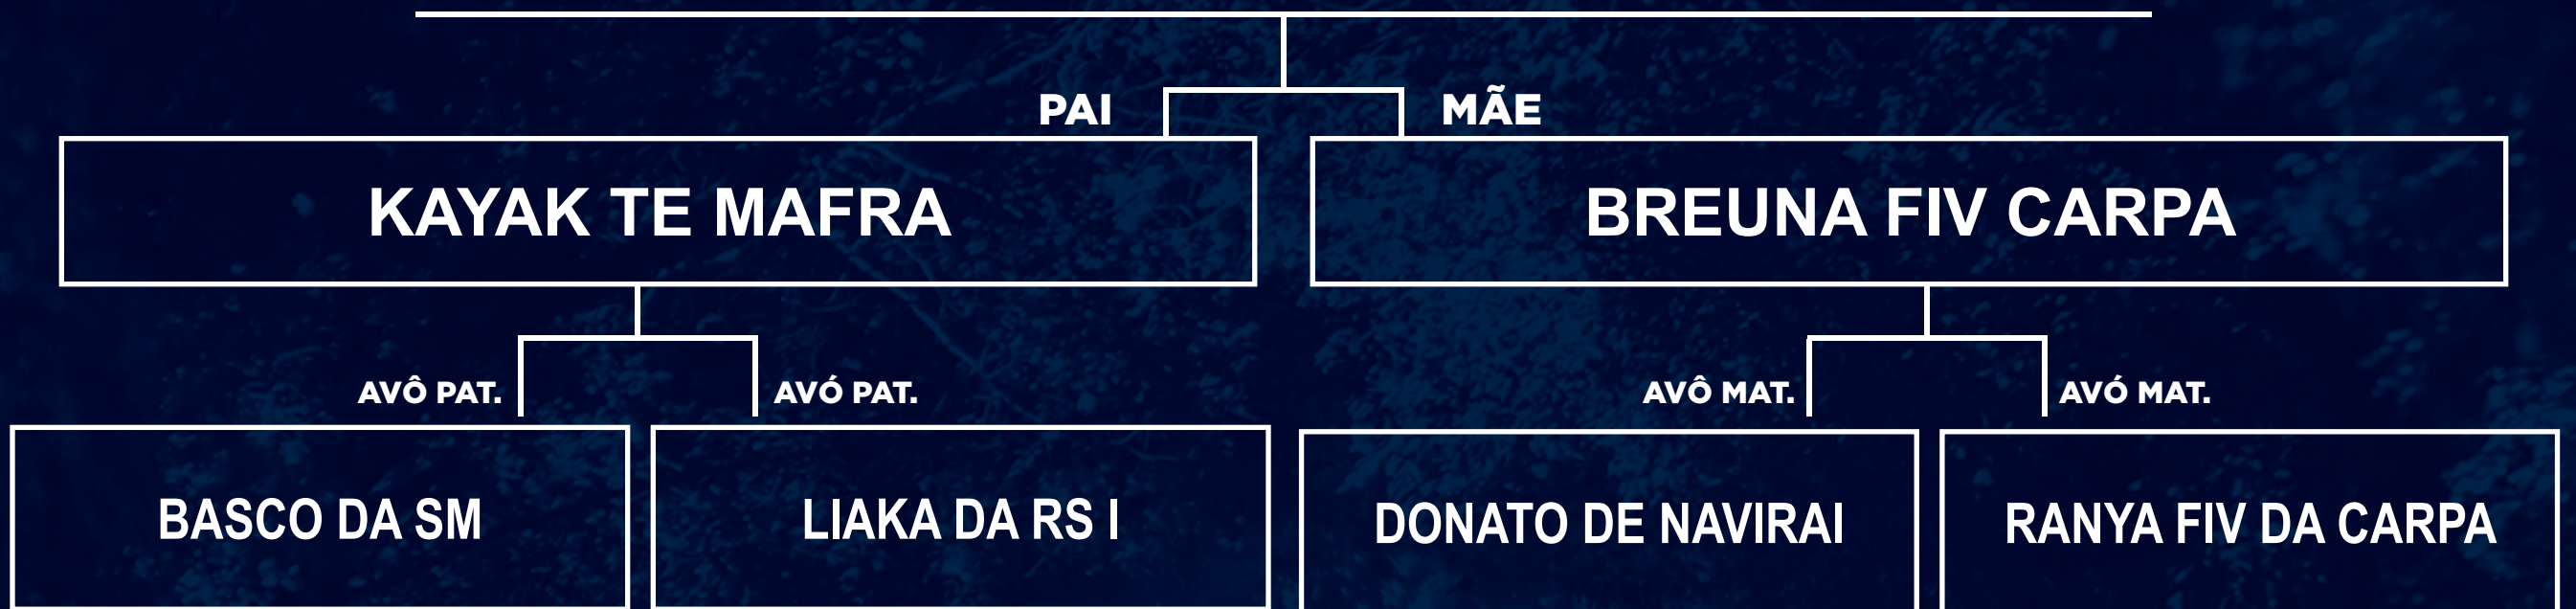 PAI
MÃE
KAYAK TE MAFRA
BREUNA FIV CARPA
AVÔ PAT.
AVÓ PAT.
AVÔ MAT.
AVÓ MAT.
BASCO DA SM
LIAKA DA RS I
DONATO DE NAVIRAI
RANYA FIV DA CARPA